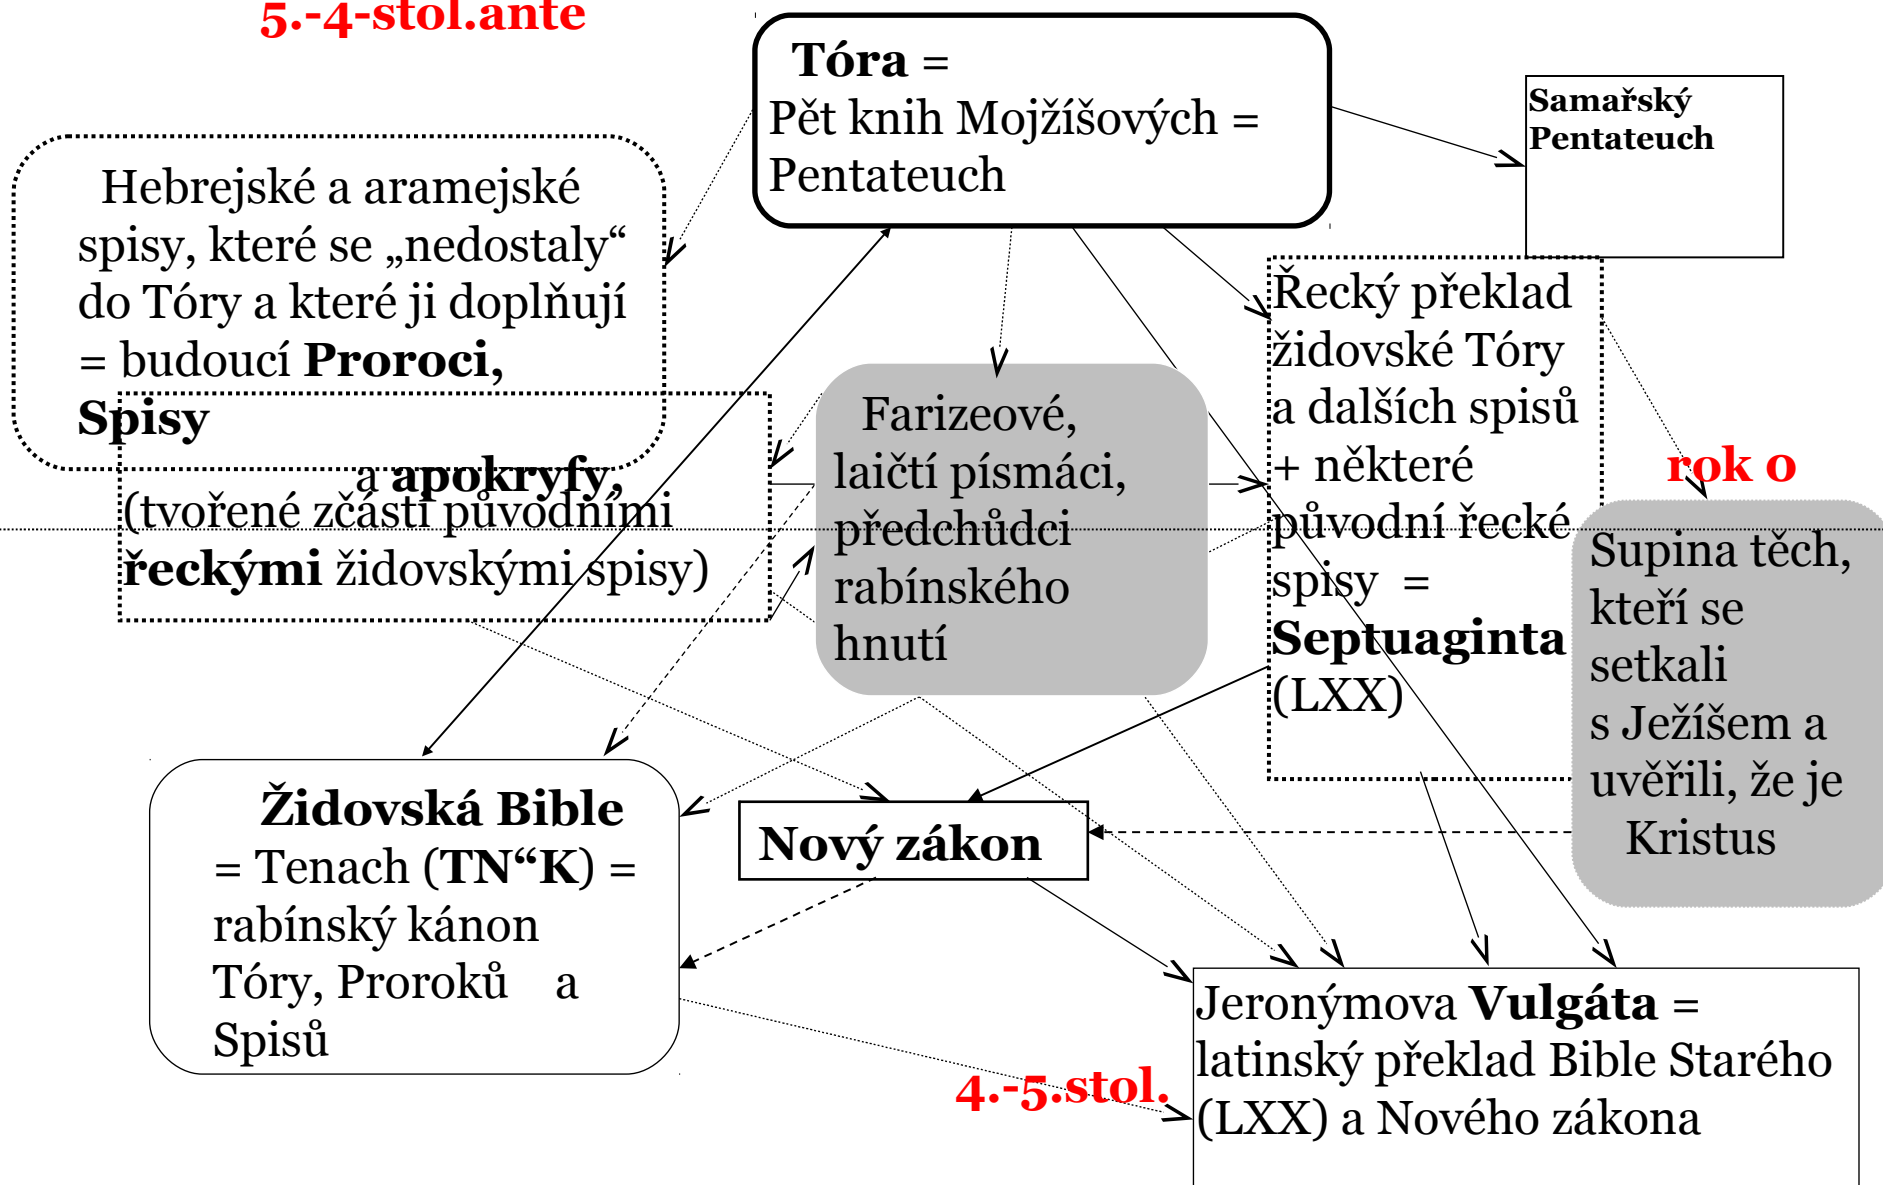 5.-4-stol.ante
Tóra =
Pět knih Mojžíšových =
Pentateuch
Samařský
Pentateuch
Hebrejské a aramejské
spisy, které se „nedostaly“
do Tóry a které ji doplňují
= budoucí Proroci,
Spisy
a apokryfy,
(tvořené zčásti původními
řeckými židovskými spisy)
Farizeové,
laičtí písmáci,
předchůdci
rabínského
hnutí
Řecký překlad
židovské Tóry
a dalších spisů
+ některé
původní řecké
spisy =
Septuaginta
(LXX)
rok 0
Supina těch,
kteří se
setkali
s Ježíšem a
uvěřili, že je
Kristus
Židovská Bible
= Tenach (TN“K) =
rabínský kánon
Tóry, Proroků a
Spisů
Nový zákon
4.-5.stol.
Jeronýmova Vulgáta =
latinský překlad Bible Starého
(LXX) a Nového zákona